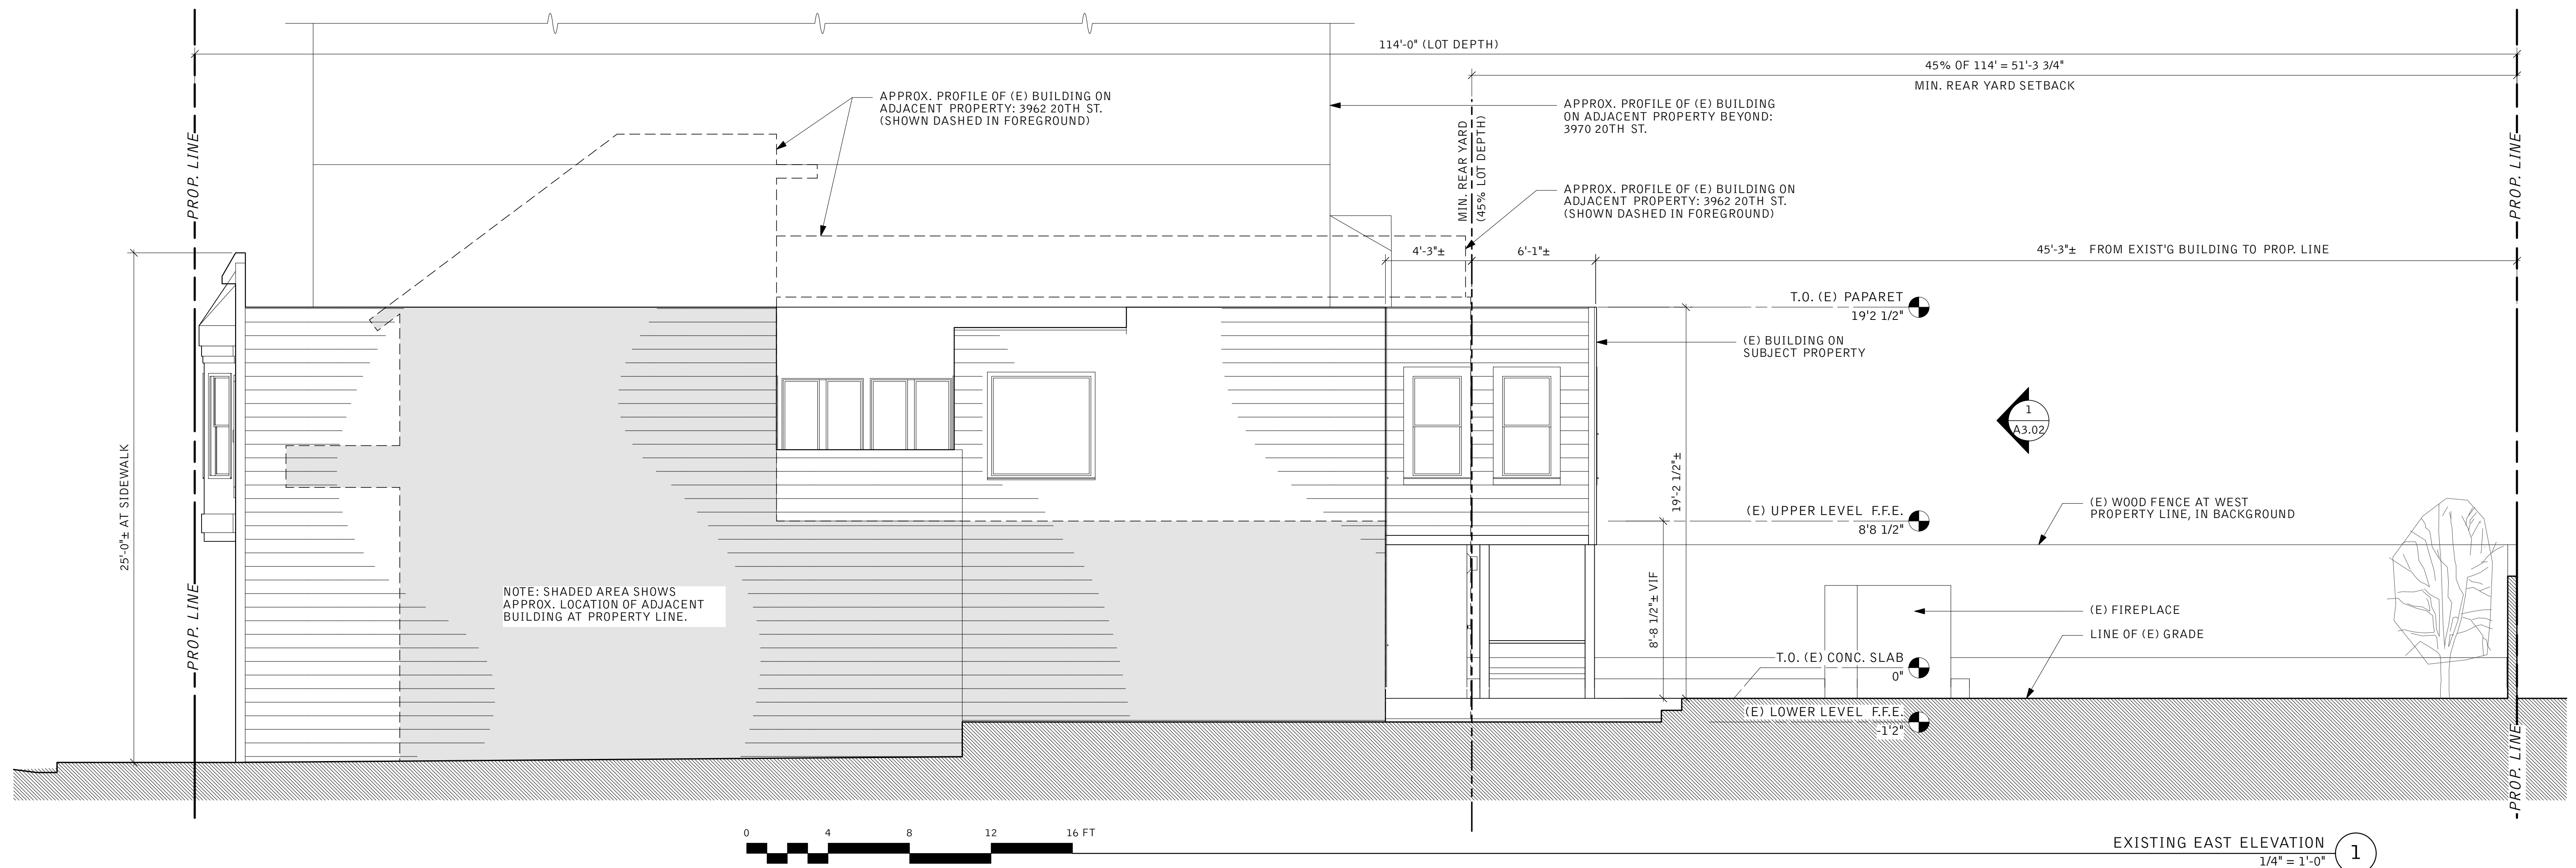 114'-0" (LOT DEPTH)
45% OF 114' = 51'-3 3/4"
MIN. REAR YARD SETBACK
APPROX. PROFILE OF (E) BUILDING ON
ADJACENT PROPERTY: 3962 20TH ST.
(SHOWN DASHED IN FOREGROUND)
APPROX. PROFILE OF (E) BUILDING
ON ADJACENT PROPERTY BEYOND:
3970 20TH ST.
PROP. LINE
MIN. REAR YARD
(45% LOT DEPTH)
PROP. LINE
APPROX. PROFILE OF (E) BUILDING ON
ADJACENT PROPERTY: 3962 20TH ST.
(SHOWN DASHED IN FOREGROUND)
4'-3"±
6'-1"±
45'-3"± FROM EXIST'G BUILDING TO PROP. LINE
T.O. (E) PAPARET
19'2 1/2"
(E) BUILDING ON
SUBJECT PROPERTY
1
A3.02
25'-0"± AT SIDEWALK
19'-2 1/2"±
(E) WOOD FENCE AT WEST
PROPERTY LINE, IN BACKGROUND
(E) UPPER LEVEL F.F.E.
8'8 1/2"
PROP. LINE
NOTE: SHADED AREA SHOWS
APPROX. LOCATION OF ADJACENT
BUILDING AT PROPERTY LINE.
8'-8 1/2"± VIF
(E) FIREPLACE
LINE OF (E) GRADE
T.O. (E) CONC. SLAB
0"
(E) LOWER LEVEL F.F.E.
-1'2"
PROP. LINE
0 4 8 12 16 FT
EXISTING EAST ELEVATION
1
1/4" = 1'-0"